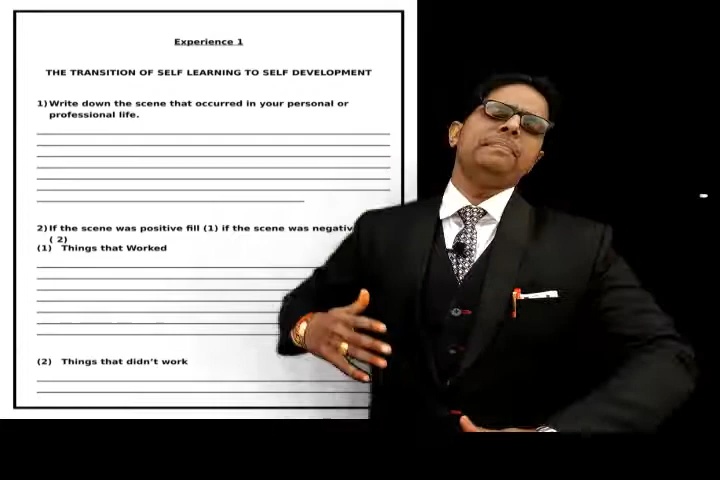 Experience 1
THE TRANSITION OF SELF LEARNING TO SELF DEVELOPMENT
1) Write down the scene that occurred in your personal or
professional life.
2) If the scene was positive fill (1) if the scene was negativ
( 2)
(1) Things that Worked
(2) Things that didn't work